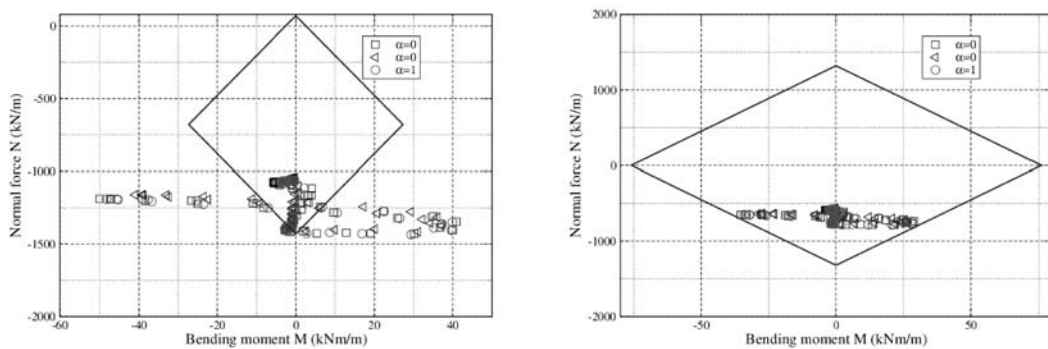 0
-500
-1000
-1500
-2000
-60
-40
-20
0
20
40
Normal force N (kN/m)
Bending moment M (kNm/m)
α=0
α=0
α=1
2000
1000
0
-1000
-2000
-50
0
50
Normal force N (kN/m)
Bending moment M (kNm/m)
α=0
α=0
α=1